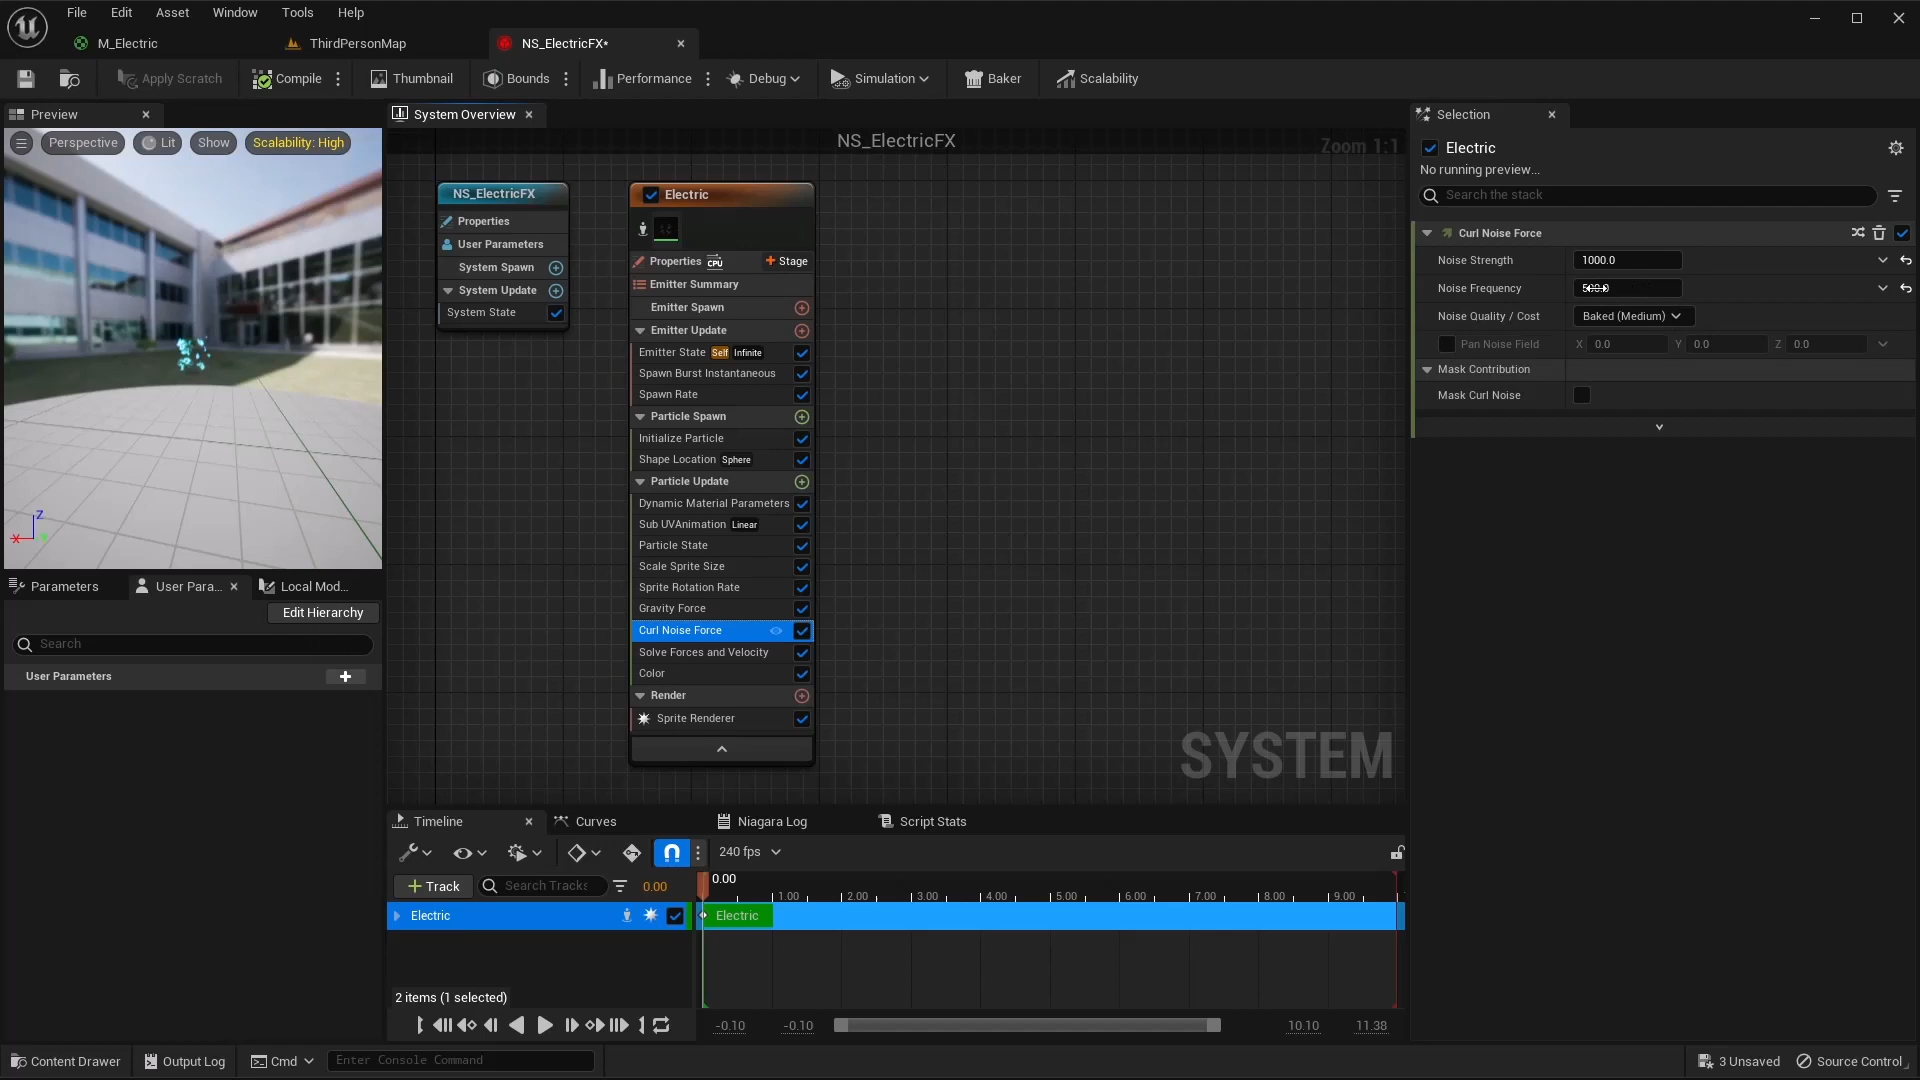 File Edit Asset Window Tools Help
M_Electric ThirdPersonMap NS_ElectricFX*
Apply Scratch Compile Thumbnail Bounds Performance Debug Simulation Baker Scalability
Preview System Overview Selection
Perspective Lit Show Scalability: High
NS_ElectricFX
Zoom 1:1
Electric
No running preview...
Search the stack
NS_ElectricFX
Properties
User Parameters
System Spawn
System Update
System State
Electric
Properties CPU Stage
Emitter Summary
Emitter Spawn
Emitter Update
Emitter State Self Infinite
Spawn Burst Instantaneous
Spawn Rate
Particle Spawn
Initialize Particle
Shape Location Sphere
Particle Update
Dynamic Material Parameters
Sub UVAnimation Linear
Particle State
Scale Sprite Size
Sprite Rotation Rate
Gravity Force
Curl Noise Force
Solve Forces and Velocity
Color
Render
Sprite Renderer
Curl Noise Force
Noise Strength 1000.0
Noise Frequency
Noise Quality / Cost Baked (Medium)
Pan Noise Field X 0.0 Y 0.0 Z 0.0
Mask Contribution
Mask Curl Noise
Z
X
SYSTEM
Parameters User Para... Local Mod...
Edit Hierarchy
Search
User Parameters
Timeline Curves Niagara Log Script Stats
240 fps
Track Search Tracks 0.00 0.00
1.00 2.00 3.00 4.00 5.00 6.00 7.00 8.00 9.00
Electric Electric
2 items (1 selected)
-0.10 -0.10 10.10 11.38
Content Drawer Output Log Cmd Enter Console Command 3 Unsaved Source Control